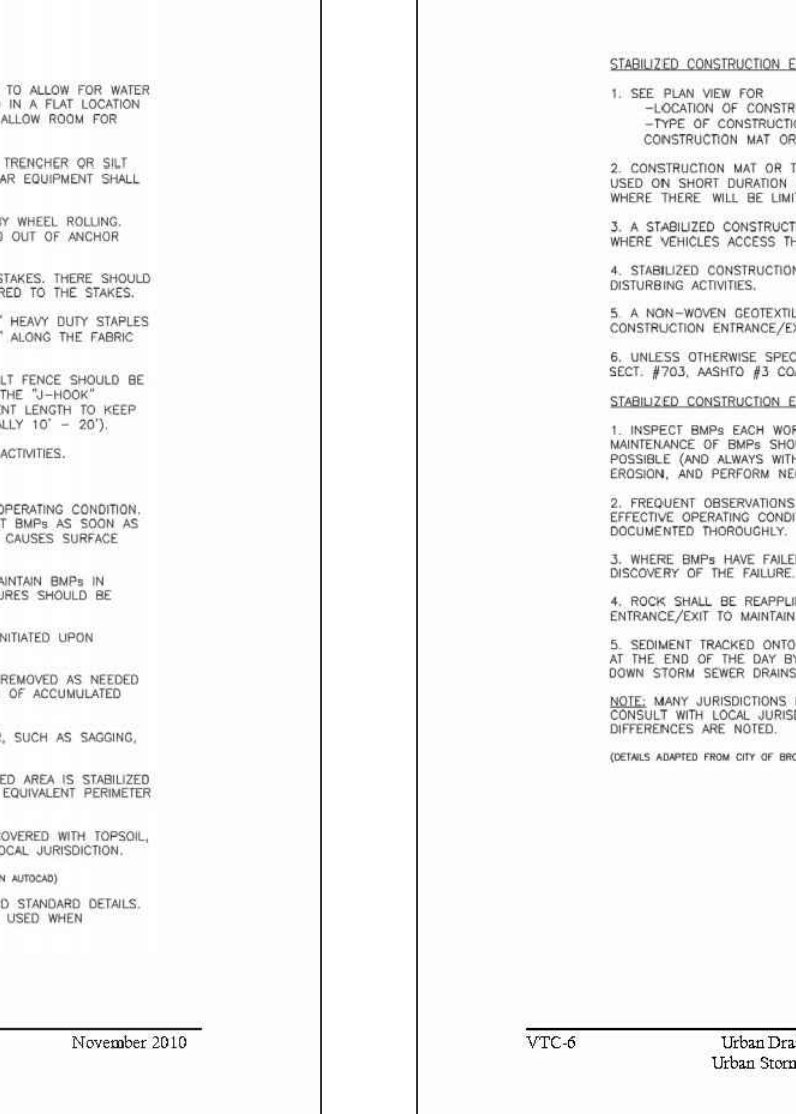 TO ALLOW FOR WATER
IN A FLAT LOCATION
ALLOW ROOM FOR
TRENCHER OR SILT
AR EQUIPMENT SHALL
WHEEL ROLLING.
OUT OF ANCHOR
STAKES. THERE SHOULD
RED TO THE STAKES.
" HEAVY DUTY STAPLES
" ALONG THE FABRIC
LT FENCE SHOULD BE
THE "J-HOOK"
ENT LENGTH TO KEEP
ALLY 10' - 20').
ACTIVITIES.
OPERATING CONDITION.
T BMPs AS SOON AS
CAUSES SURFACE
AINTAIN BMPs IN
URES SHOULD BE
NITIATED UPON
REMOVED AS NEEDED
OF ACCUMULATED
R, SUCH AS SAGGING,
ED AREA IS STABILIZED
EQUIVALENT PERIMETER
COVERED WITH TOPSOIL,
OCAL JURISDICTION.
N AUTOCAD)
D STANDARD DETAILS.
USED WHEN
November 2010
STABILIZED CONSTRUCTION E
1. SEE PLAN VIEW FOR
-LOCATION OF CONSTR
-TYPE OF CONSTRUCTIO
CONSTRUCTION MAT OR
2. CONSTRUCTION MAT OR T
USED ON SHORT DURATION
WHERE THERE WILL BE LIMI
3. A STABILIZED CONSTRUCTI
WHERE VEHICLES ACCESS TH
4. STABILIZED CONSTRUCTION
DISTURBING ACTIVITIES.
5. A NON-WOVEN GEOTEXTIL
CONSTRUCTION ENTRANCE/EX
6. UNLESS OTHERWISE SPEC
SECT. #703, AASHTO #3 COA
STABILIZED CONSTRUCTION E
1. INSPECT BMPs EACH WOR
MAINTENANCE OF BMPs SHOU
POSSIBLE (AND ALWAYS WITH
EROSION, AND PERFORM NE
2. FREQUENT OBSERVATIONS
EFFECTIVE OPERATING CONDI
DOCUMENTED THOROUGHLY.
3. WHERE BMPs HAVE FAILE
DISCOVERY OF THE FAILURE.
4. ROCK SHALL BE REAPPLI
ENTRANCE/EXIT TO MAINTAIN
5. SEDIMENT TRACKED ONTO
AT THE END OF THE DAY BY
DOWN STORM SEWER DRAINS
NOTE: MANY JURISDICTIONS
CONSULT WITH LOCAL JURISD
DIFFERENCES ARE NOTED.
(DETAILS ADAPTED FROM CITY OF BRO
VTC-6
Urban Dra
Urban Storm